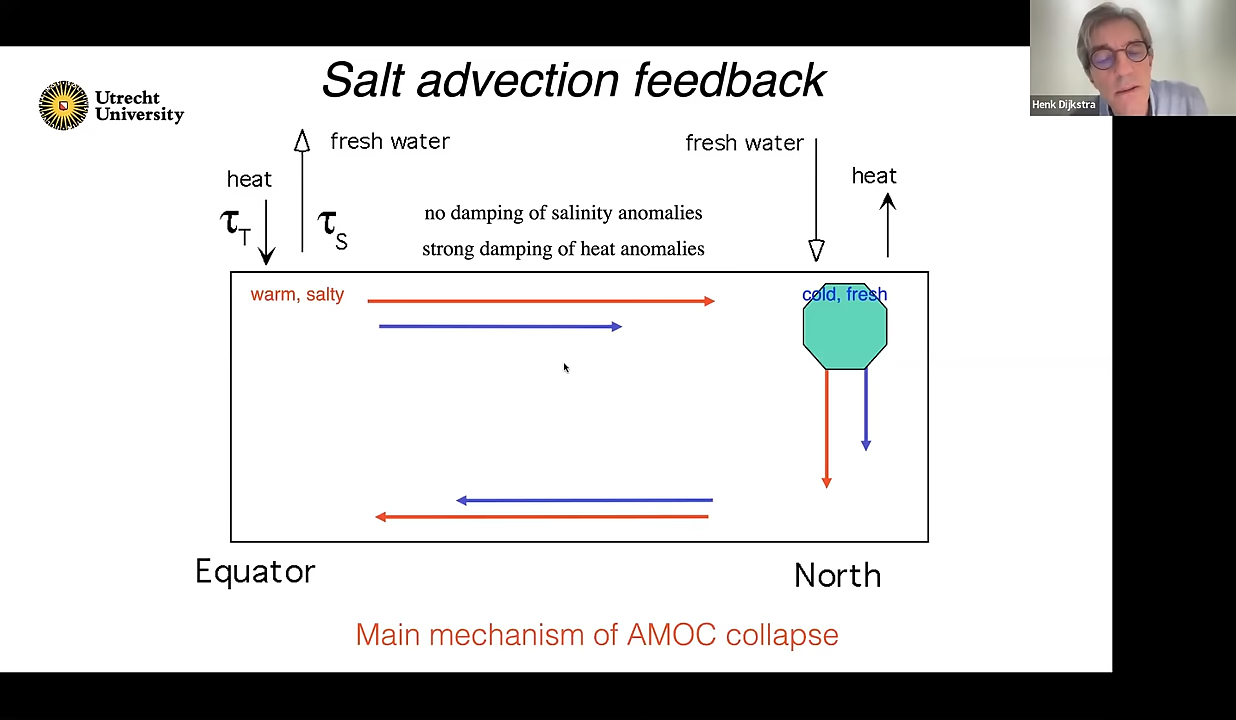 Salt advection feedback
Utrecht
University
Henk Dijkstra
fresh water
fresh water
heat
heat
τT
τS
no damping of salinity anomalies
strong damping of heat anomalies
warm, salty
cold, fresh
Equator
North
Main mechanism of AMOC collapse